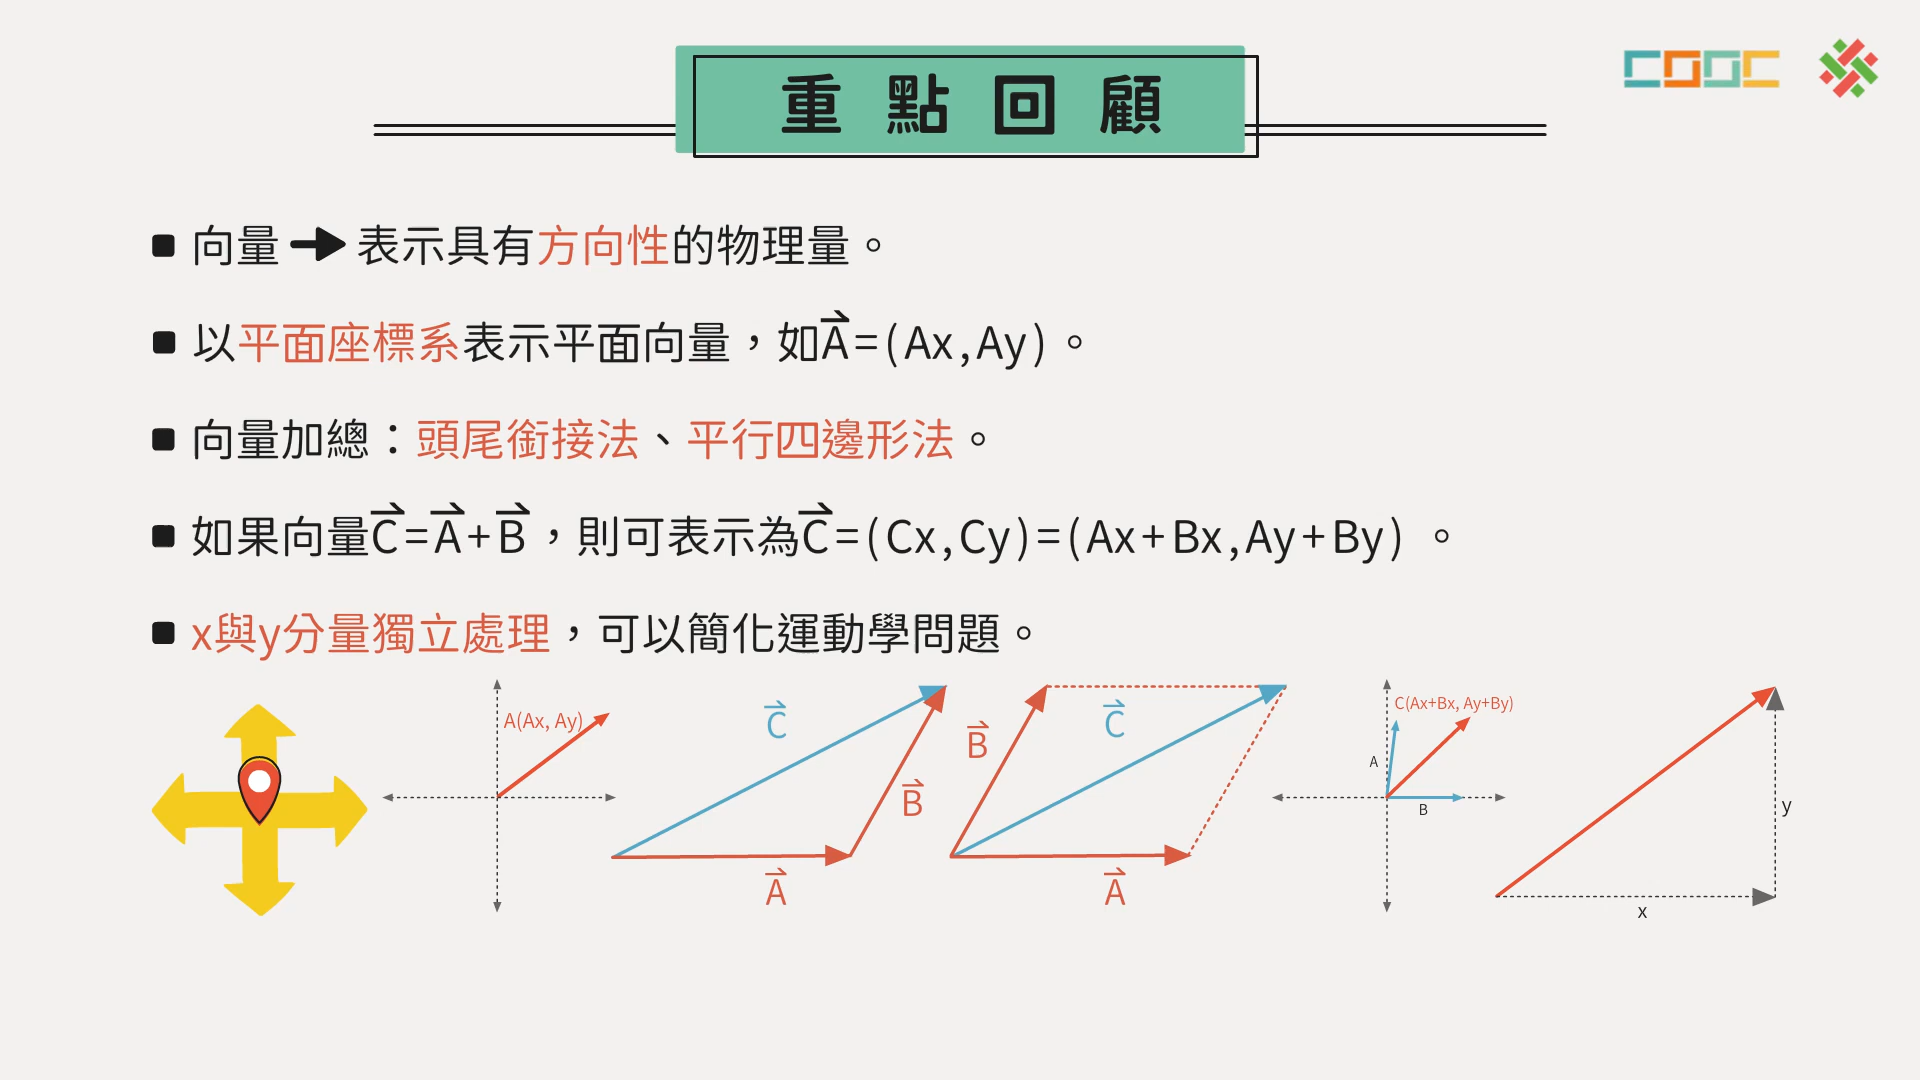 重點回顧
COOC
向量➡表示具有方向性的物理量。
以平面座標系表示平面向量，如A⃗=(Ax,Ay)。
向量加總：頭尾銜接法、平行四邊形法。
如果向量C⃗=A⃗+B⃗，則可表示為C⃗=(Cx,Cy)=(Ax+Bx,Ay+By) 。
x與y分量獨立處理，可以簡化運動學問題。
A(Ax, Ay)
C⃗
B⃗
A⃗
B⃗
C⃗
A⃗
C(Ax+Bx, Ay+By)
A
B
y
x